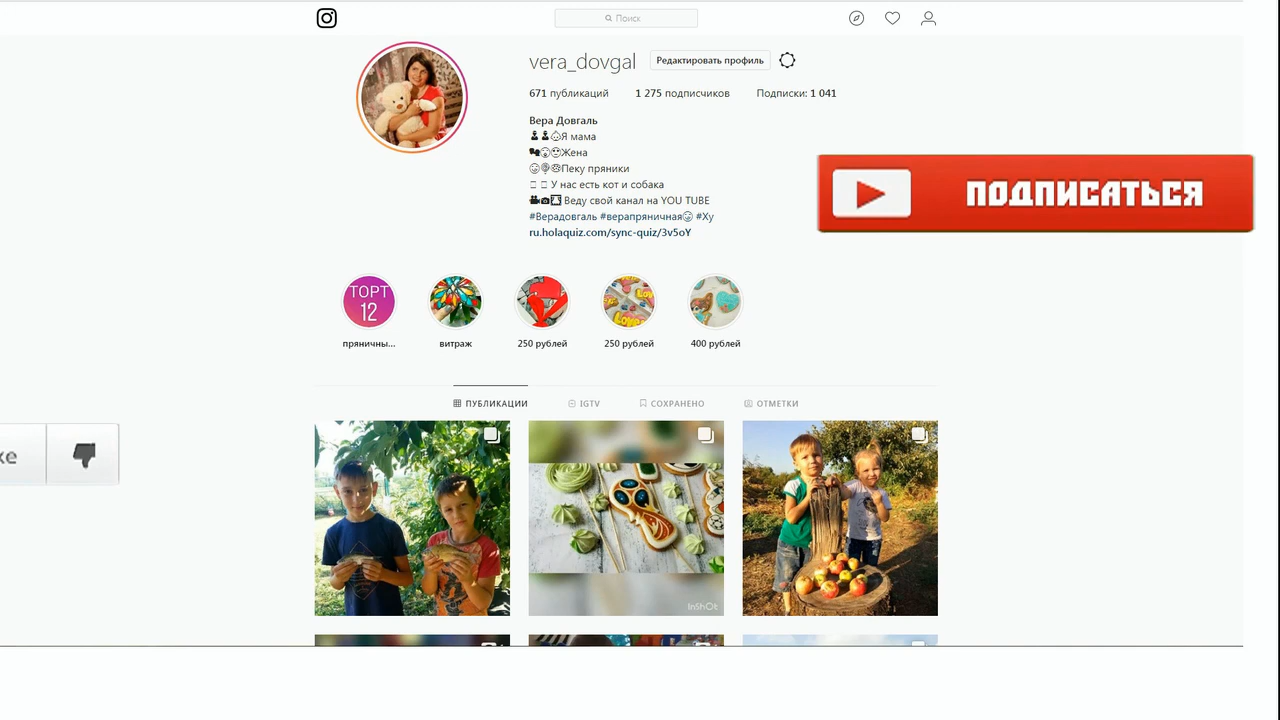 Поиск
vera_dovgal Редактировать профиль
671 публикаций 1 275 подписчиков Подписки: 1 041
Вера Довгаль
Я мама
Жена
Пеку пряники
У нас есть кот и собака
Веду свой канал на YOU TUBE
#Верадовгаль #верапряничная #Ху
ru.holaquiz.com/sync-quiz/3v5oY
ПОДПИСАТЬСЯ
ТОРТ
12
пряничны... витраж 250 рублей 250 рублей 400 рублей
ПУБЛИКАЦИИ IGTV СОХРАНЕНО ОТМЕТКИ
ке
InShOt